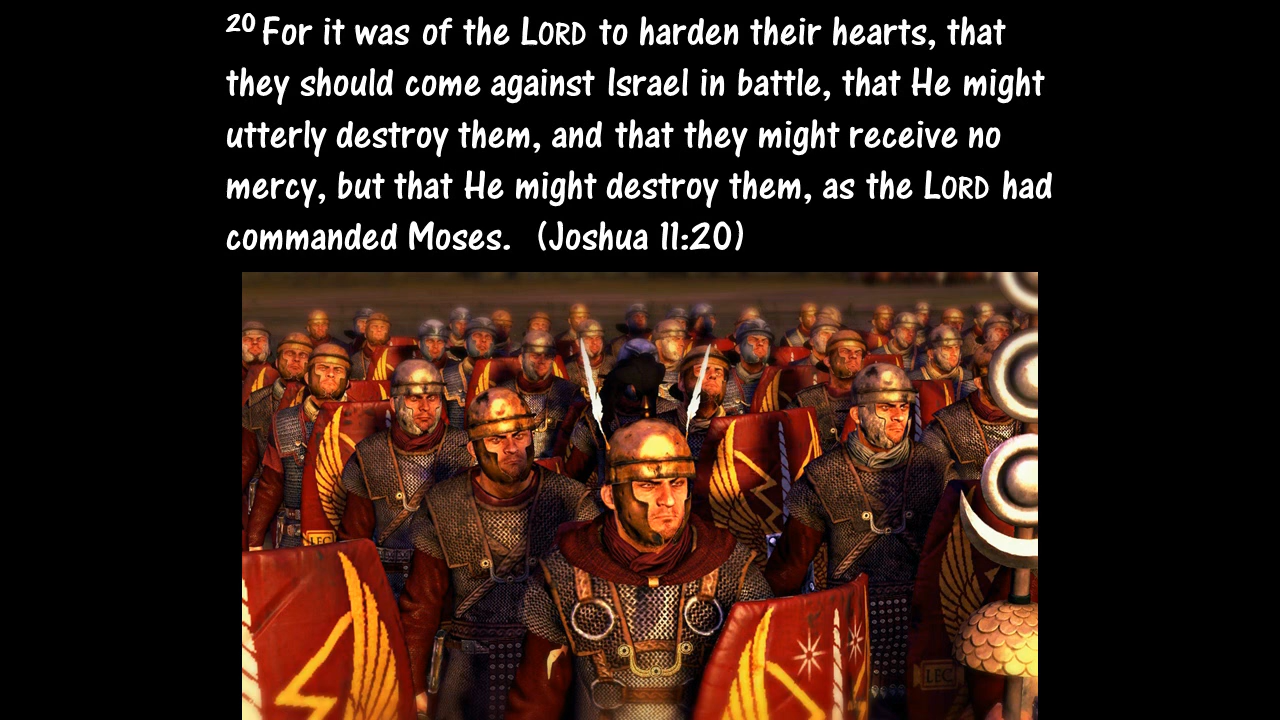 20 For it was of the LORD to harden their hearts, that
they should come against Israel in battle, that He might
utterly destroy them, and that they might receive no
mercy, but that He might destroy them, as the LORD had
commanded Moses. (Joshua 11:20)
LEG
LEG